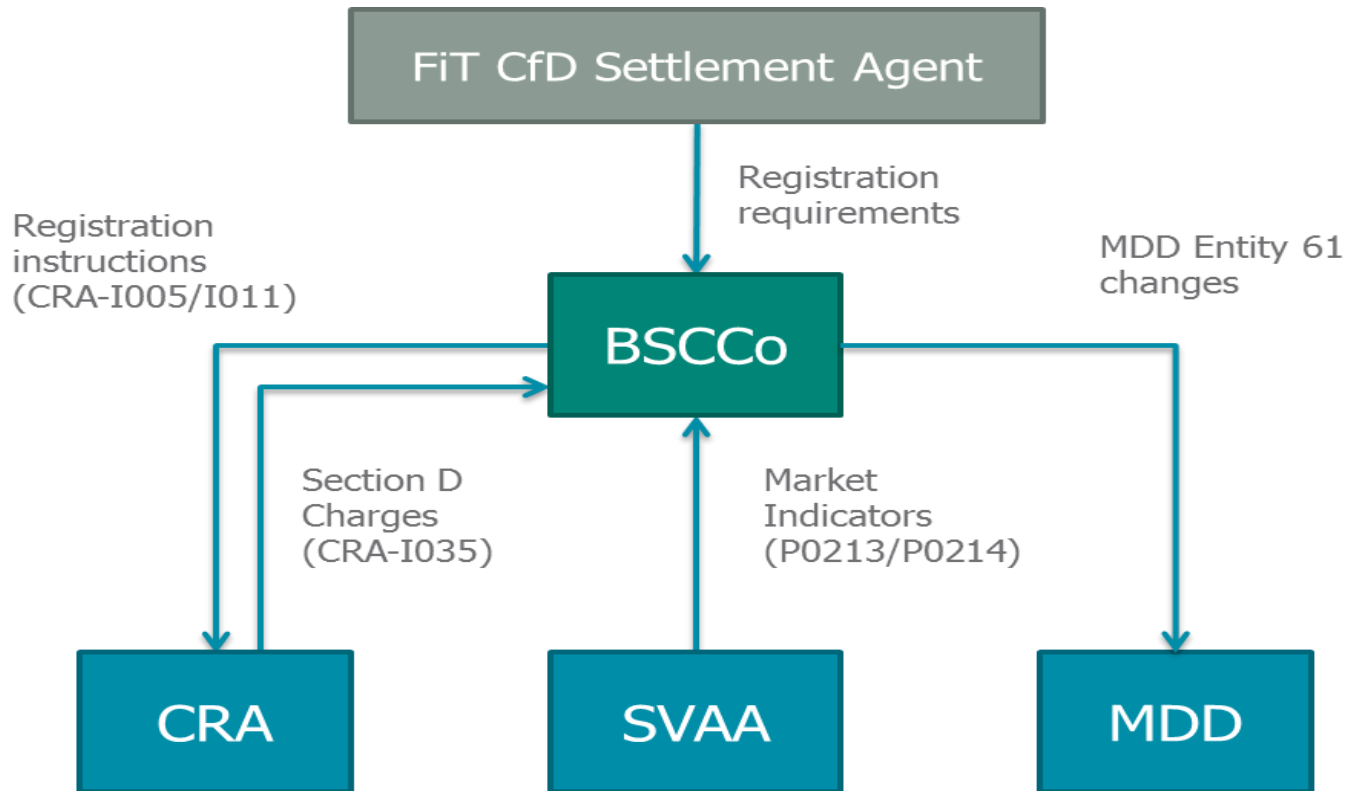 FiT CfD Settlement Agent
Registration
requirements
Registration
instructions
(CRA-I005/I011)
MDD Entity 61
changes
BSCCo
Section D
Charges
(CRA-I035)
Market
Indicators
(P0213/P0214)
CRA
SVAA
MDD